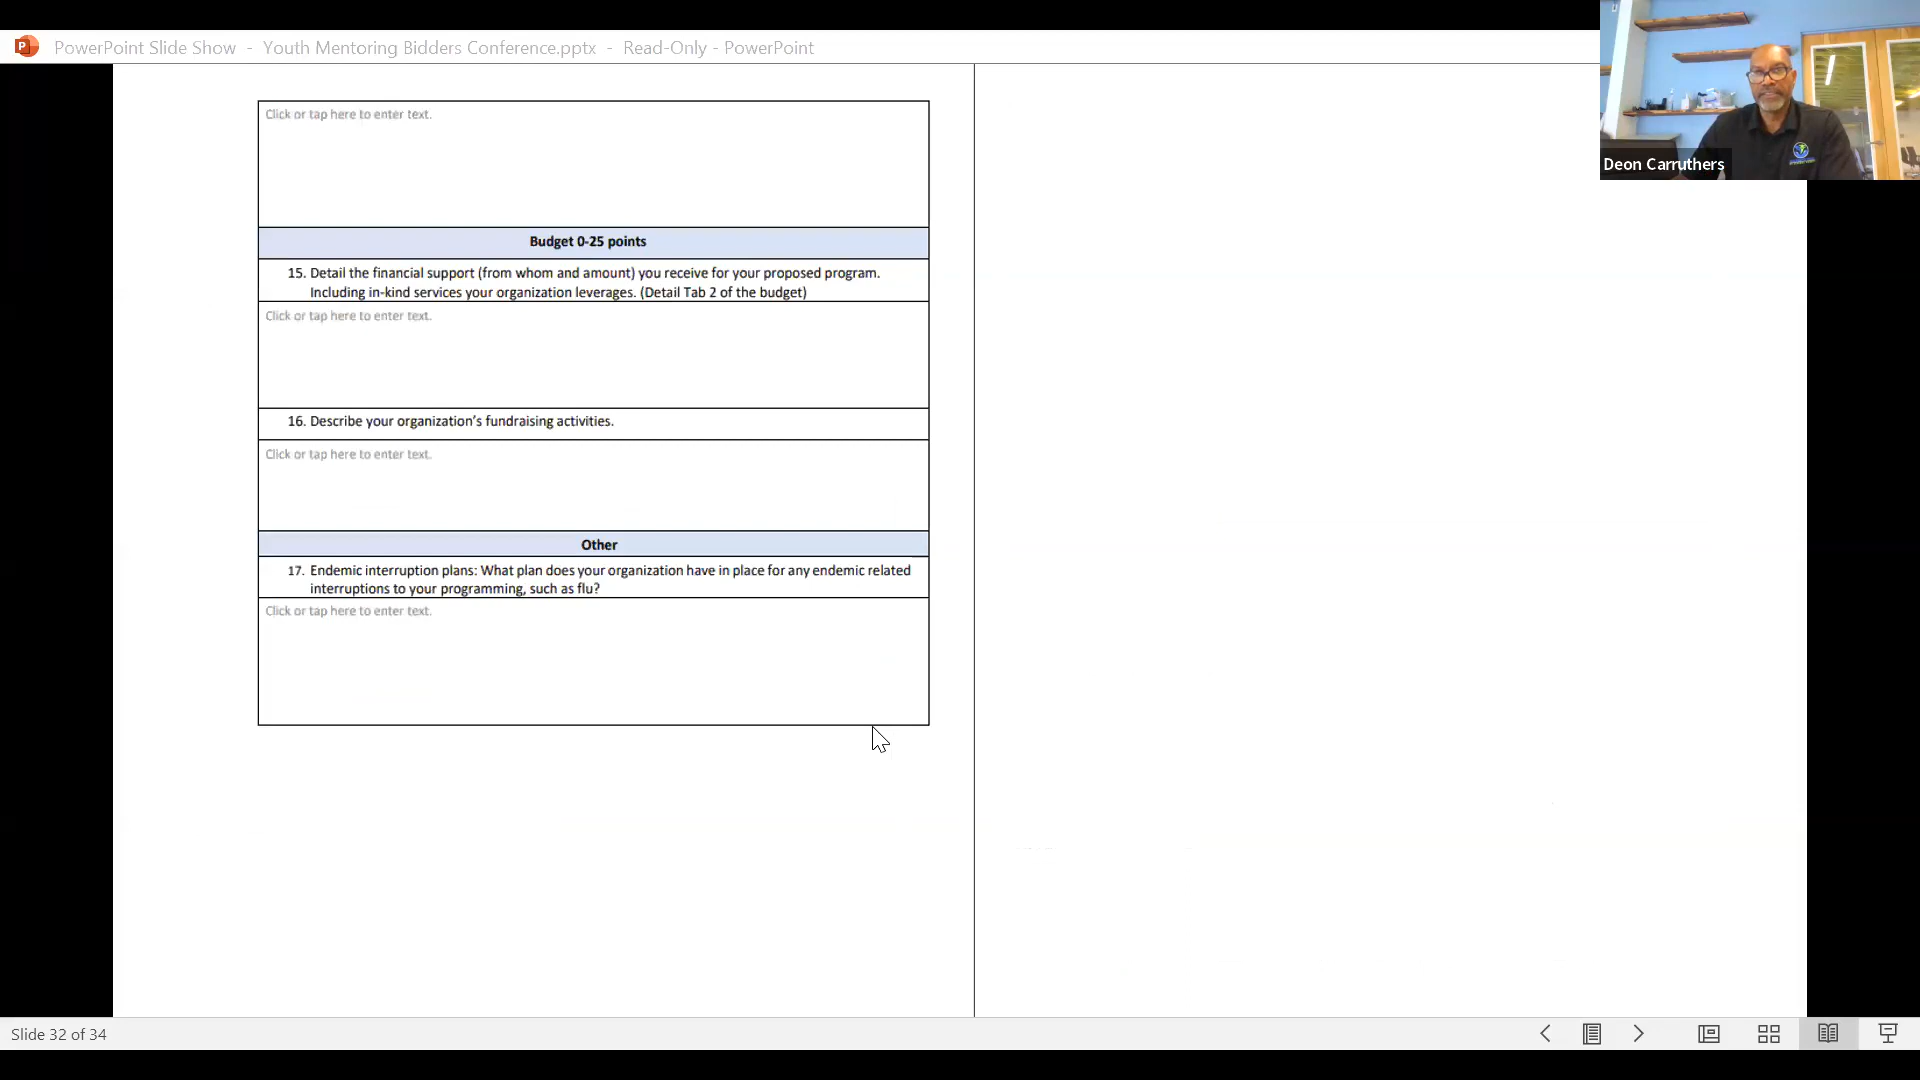 PowerPoint Slide Show - Youth Mentoring Bidders Conference.pptx - Read-Only - PowerPoint
Deon Carruthers
Click or tap here to enter text.
Budget 0-25 points
15. Detail the financial support (from whom and amount) you receive for your proposed program.
Including in-kind services your organization leverages. (Detail Tab 2 of the budget)
Click or tap here to enter text.
16. Describe your organization's fundraising activities.
Click or tap here to enter text.
Other
17. Endemic interruption plans: What plan does your organization have in place for any endemic related
interruptions to your programming, such as flu?
Click or tap here to enter text.
Slide 32 of 34